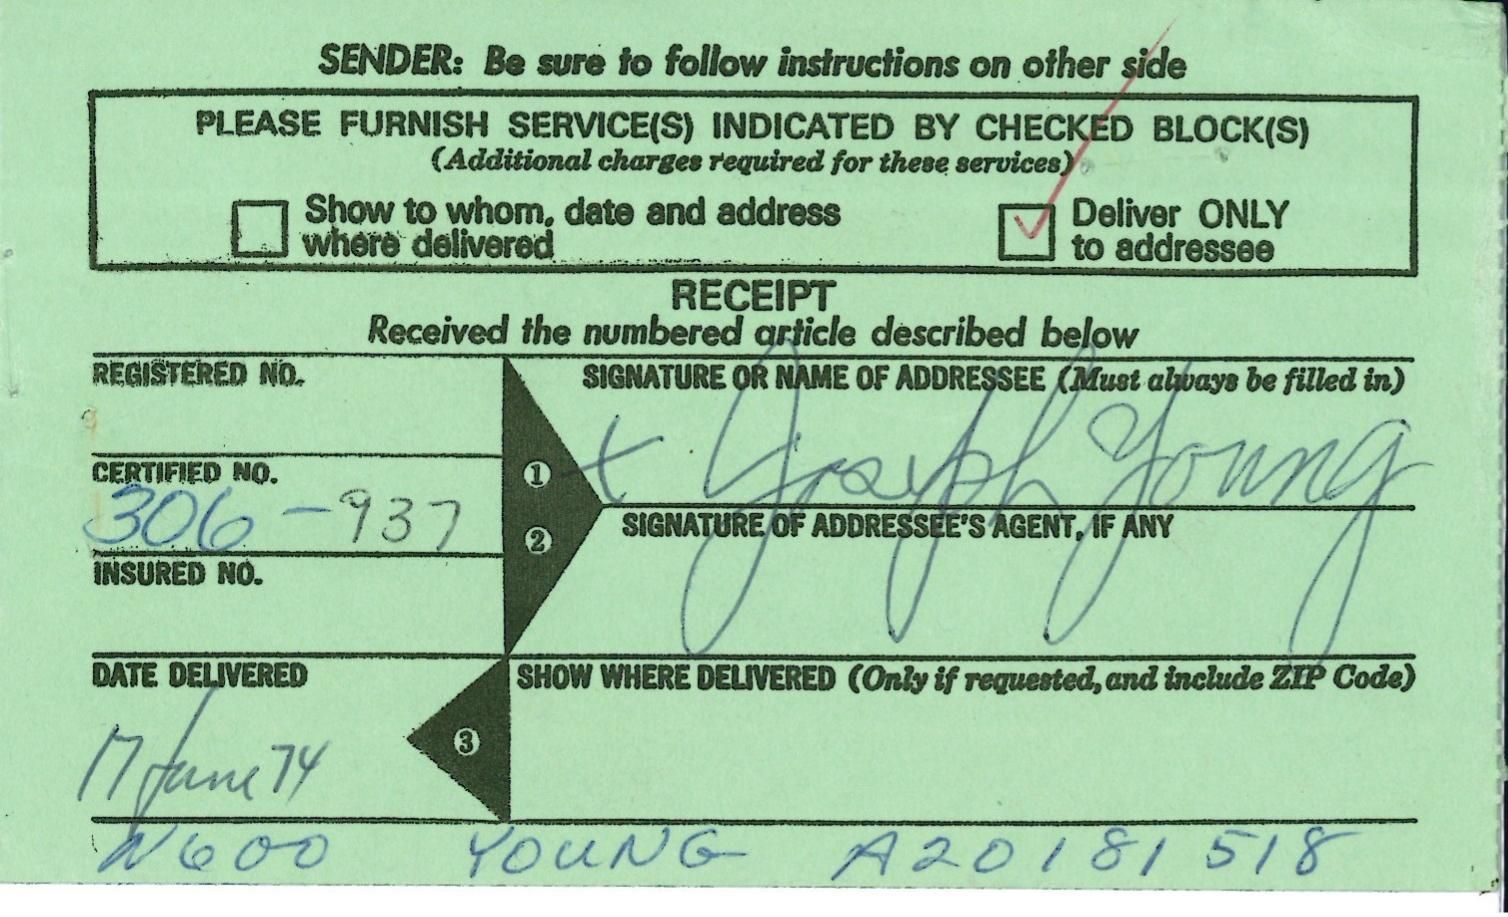 SENDER: Be sure to follow instructions on other side
PLEASE FURNISH SERVICE(S) INDICATED BY CHECKED BLOCK(S)
(Additional charges required for these services)
Show to whom, date and address
where delivered
Deliver ONLY
to addressee
RECEIPT
Received the numbered article described below
REGISTERED NO.
CERTIFIED NO.
306-937
INSURED NO.
1
2
SIGNATURE OR NAME OF ADDRESSEE (Must always be filled in)
x Joseph Young
SIGNATURE OF ADDRESSEE'S AGENT, IF ANY
DATE DELIVERED
17 June 74
3
SHOW WHERE DELIVERED (Only if requested, and include ZIP Code)
N600 YOUNG A20181518